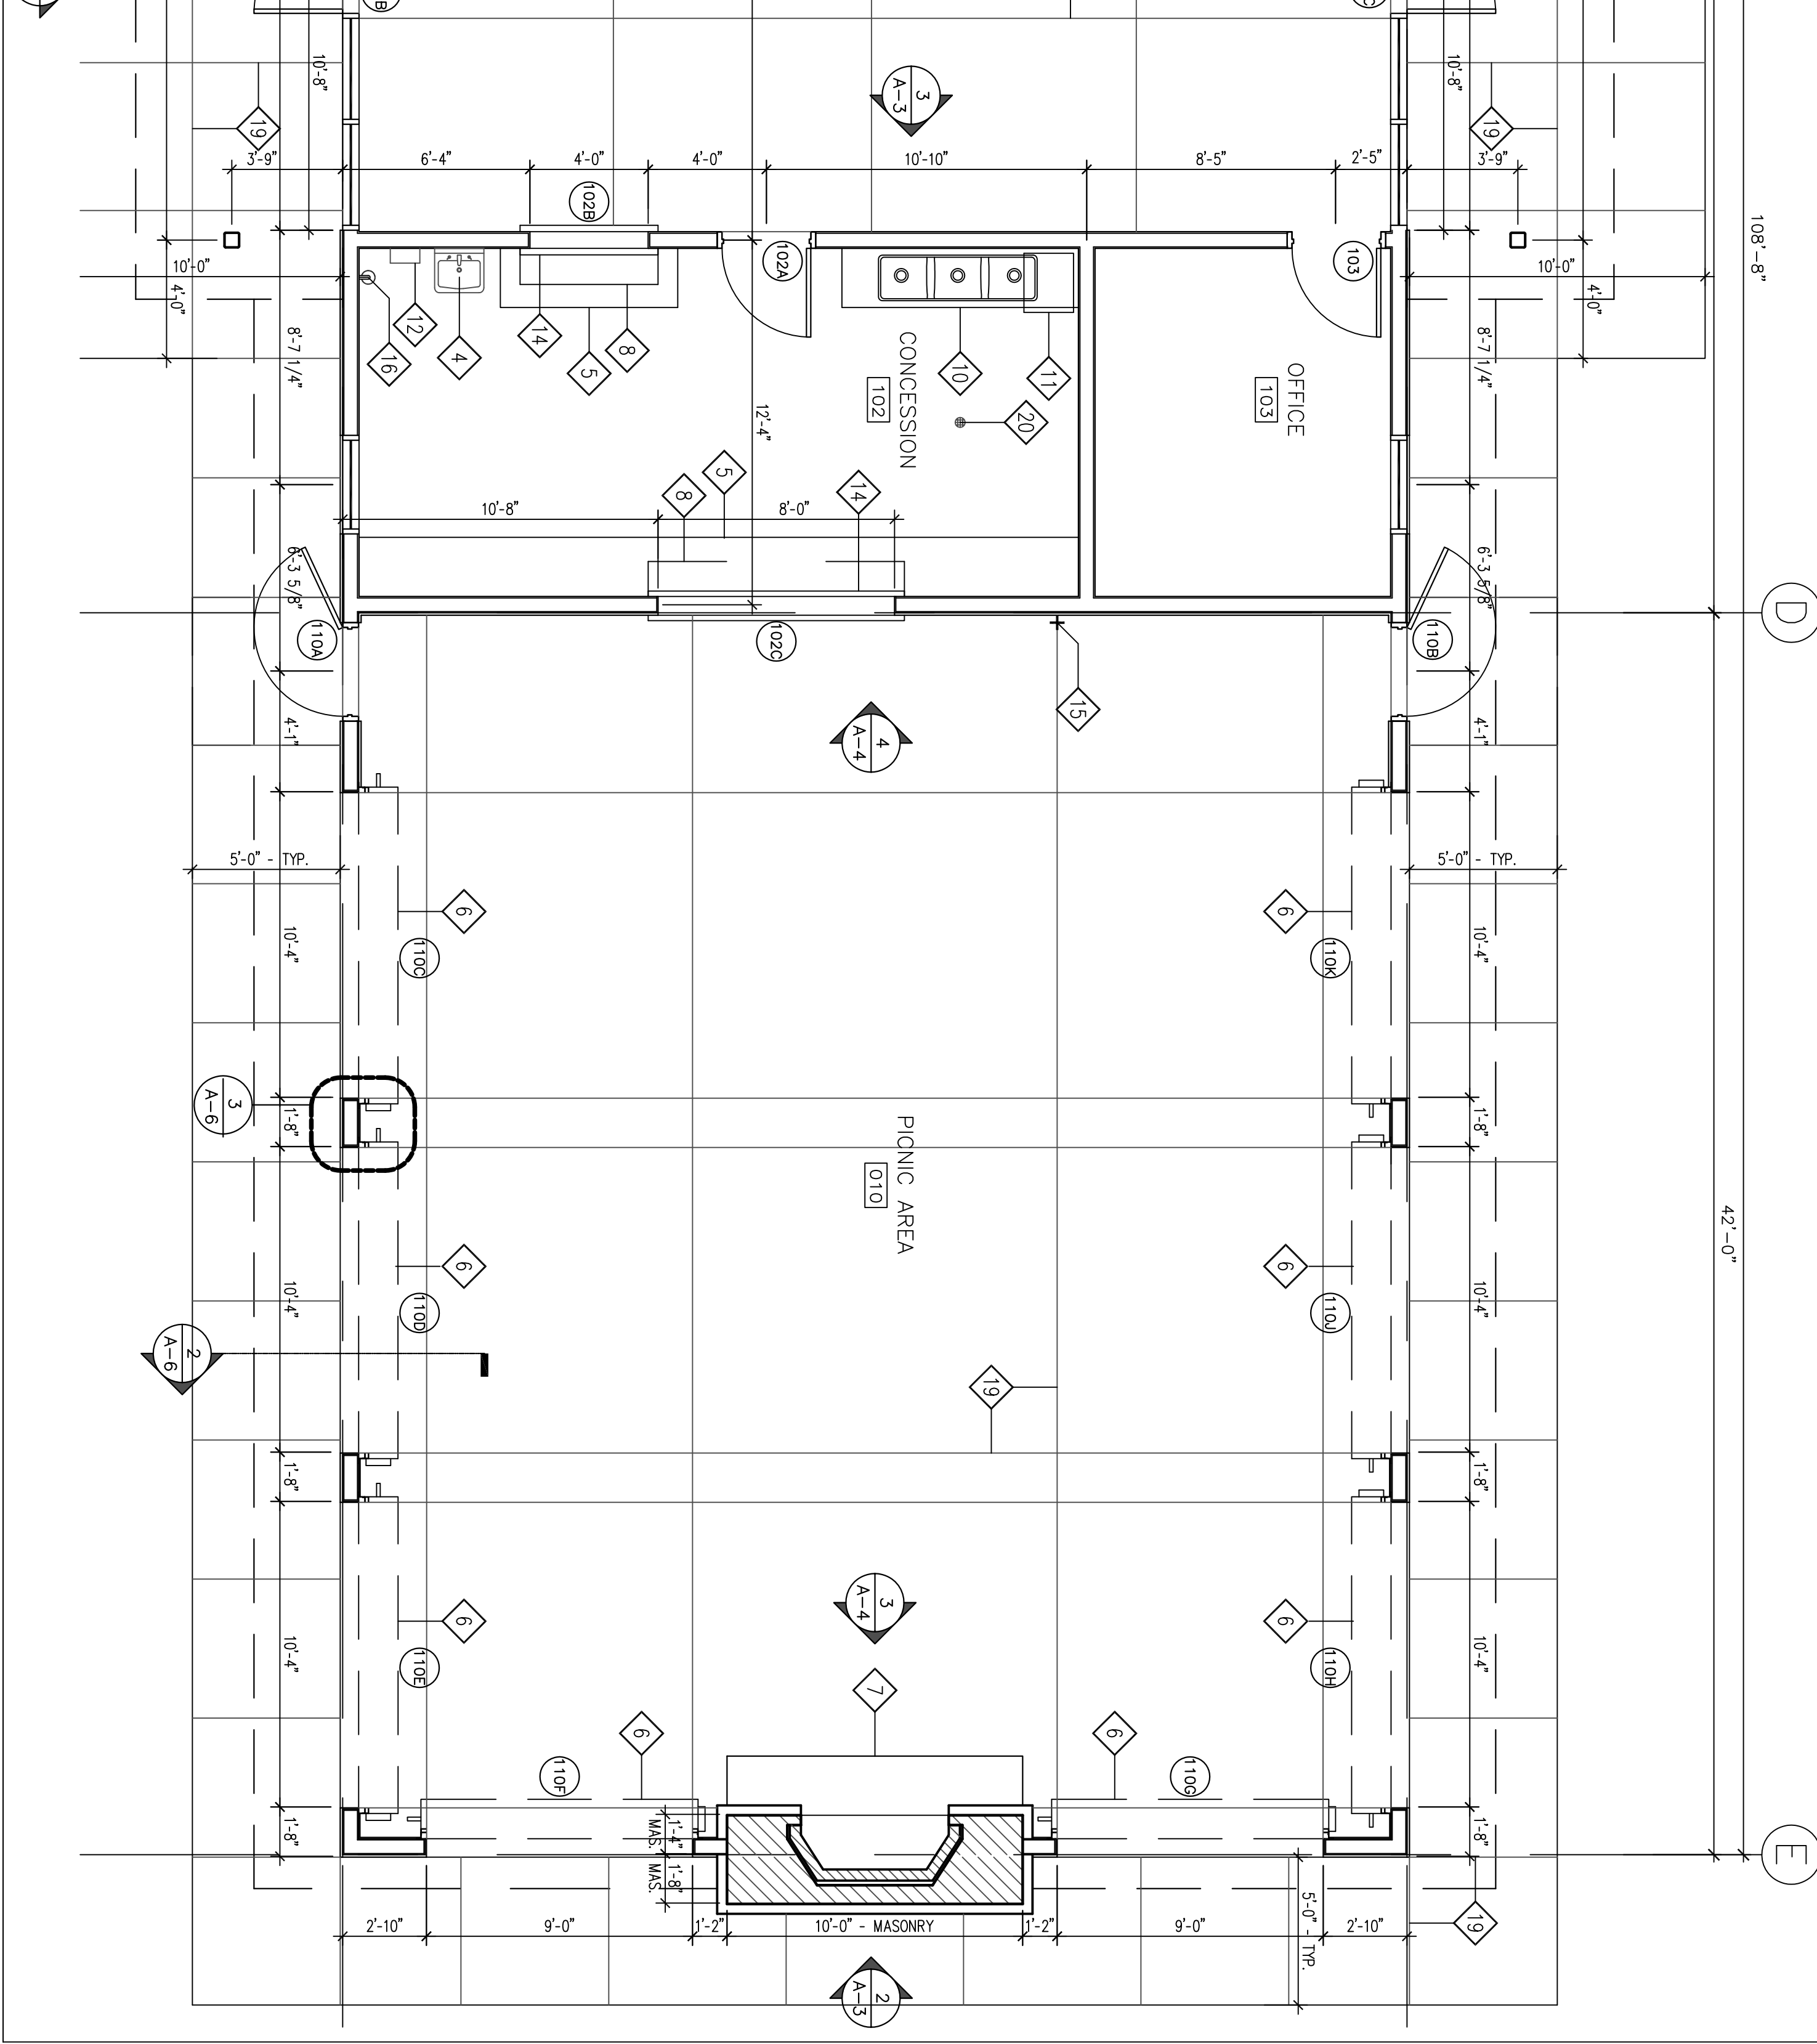 B
C
3
A-3
10'-8"
10'-8"
19
19
3'-9"
6'-4"
4'-0"
4'-0"
10'-10"
8'-5"
2'-5"
3'-9"
102B
102A
103
108'-8"
10'-0"
4'-0"
10'-0"
4'-0"
12
16
4
14
5
8
10
11
20
8'-7 1/4"
8'-7 1/4"
CONCESSION
102
OFFICE
103
12'-4"
5
8
14
10'-8"
8'-0"
6'-3 5/8"
6'-3 5/8"
D
110A
102C
110B
15
4
A-4
4'-1"
4'-1"
5'-0" - TYP.
5'-0" - TYP.
6
6
110C
110K
10'-4"
10'-4"
3
A-6
1'-8"
1'-8"
PICNIC AREA
010
42'-0"
6
6
110D
110J
10'-4"
10'-4"
2
A-6
19
1'-8"
1'-8"
3
A-4
6
6
110E
110H
10'-4"
10'-4"
7
6
6
110F
110G
1'-8"
1'-4"
MAS.
1'-8"
MAS.
1'-8"
E
2'-10"
9'-0"
1'-2"
10'-0" - MASONRY
1'-2"
9'-0"
2'-10"
5'-0" - TYP.
19
2
A-3